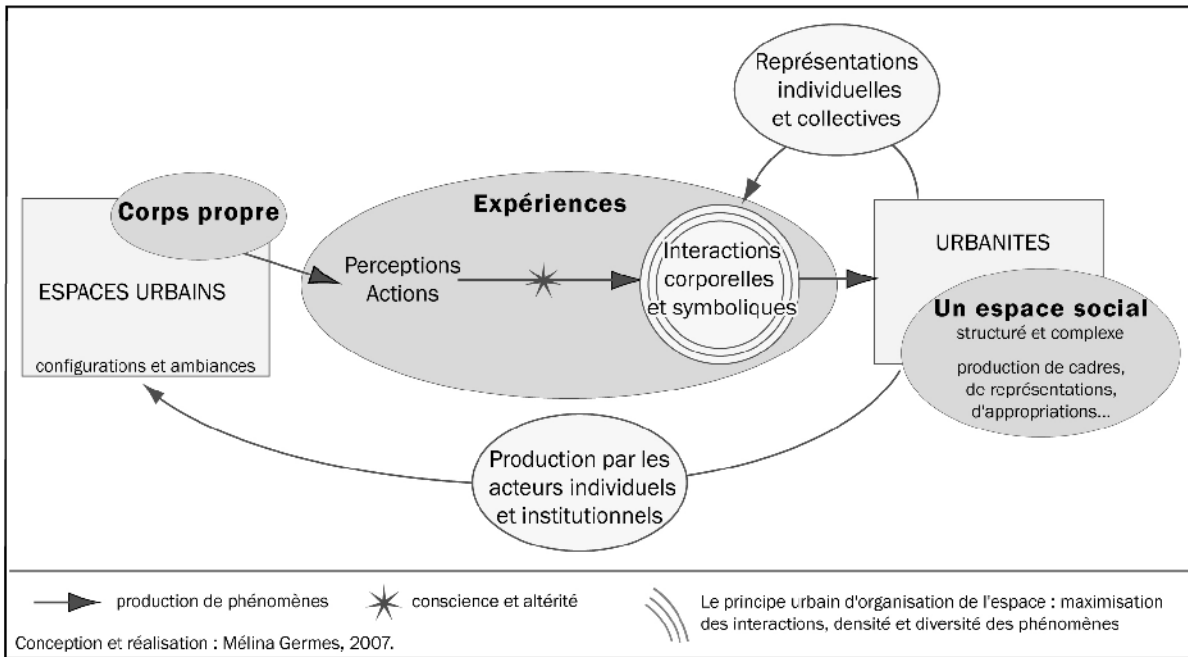 Représentations
individuelles
et collectives
Corps propre
ESPACES URBAINS
configurations et ambiances
Expériences
Perceptions
Actions
Interactions
corporelles
et symboliques
URBANITES
Un espace social
structuré et complexe
production de cadres,
de représentations,
d'appropriations...
Production par les
acteurs individuels
et institutionnels
production de phénomènes
conscience et altérité
Le principe urbain d'organisation de l'espace : maximisation
des interactions, densité et diversité des phénomènes
Conception et réalisation : Mélina Germes, 2007.